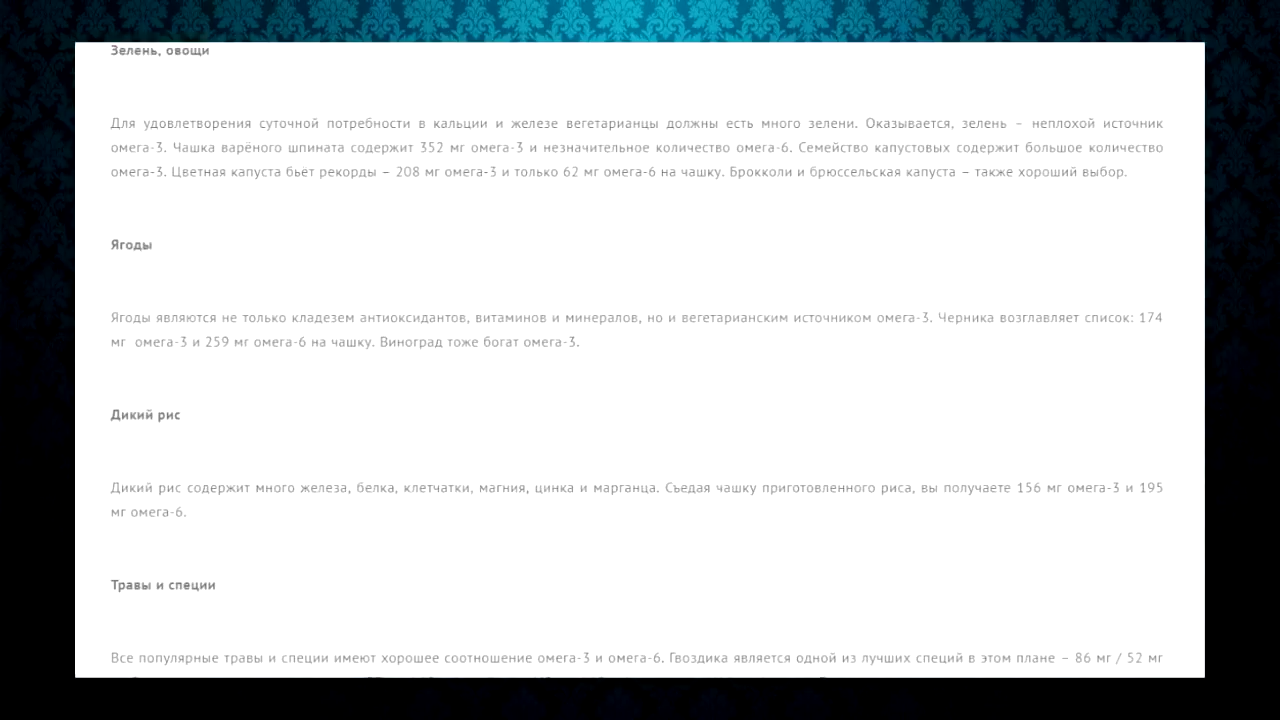 Зелень, овощи
Для удовлетворения суточной потребности в кальции и железе вегетарианцы должны есть много зелени. Оказывается, зелень – неплохой источник
омега-3. Чашка варёного шпината содержит 352 мг омега-3 и незначительное количество омега-6. Семейство капустовых содержит большое количество
омега-3. Цветная капуста бьёт рекорды – 208 мг омега-3 и только 62 мг омега-6 на чашку. Брокколи и брюссельская капуста – также хороший выбор.
Ягоды
Ягоды являются не только кладезем антиоксидантов, витаминов и минералов, но и вегетарианским источником омега-3. Черника возглавляет список: 174
мг омега-3 и 259 мг омега-6 на чашку. Виноград тоже богат омега-3.
Дикий рис
Дикий рис содержит много железа, белка, клетчатки, магния, цинка и марганца. Съедая чашку приготовленного риса, вы получаете 156 мг омега-3 и 195
мг омега-6.
Травы и специи
Все популярные травы и специи имеют хорошее соотношение омега-3 и омега-6. Гвоздика является одной из лучших специй в этом плане – 86 мг / 52 мг